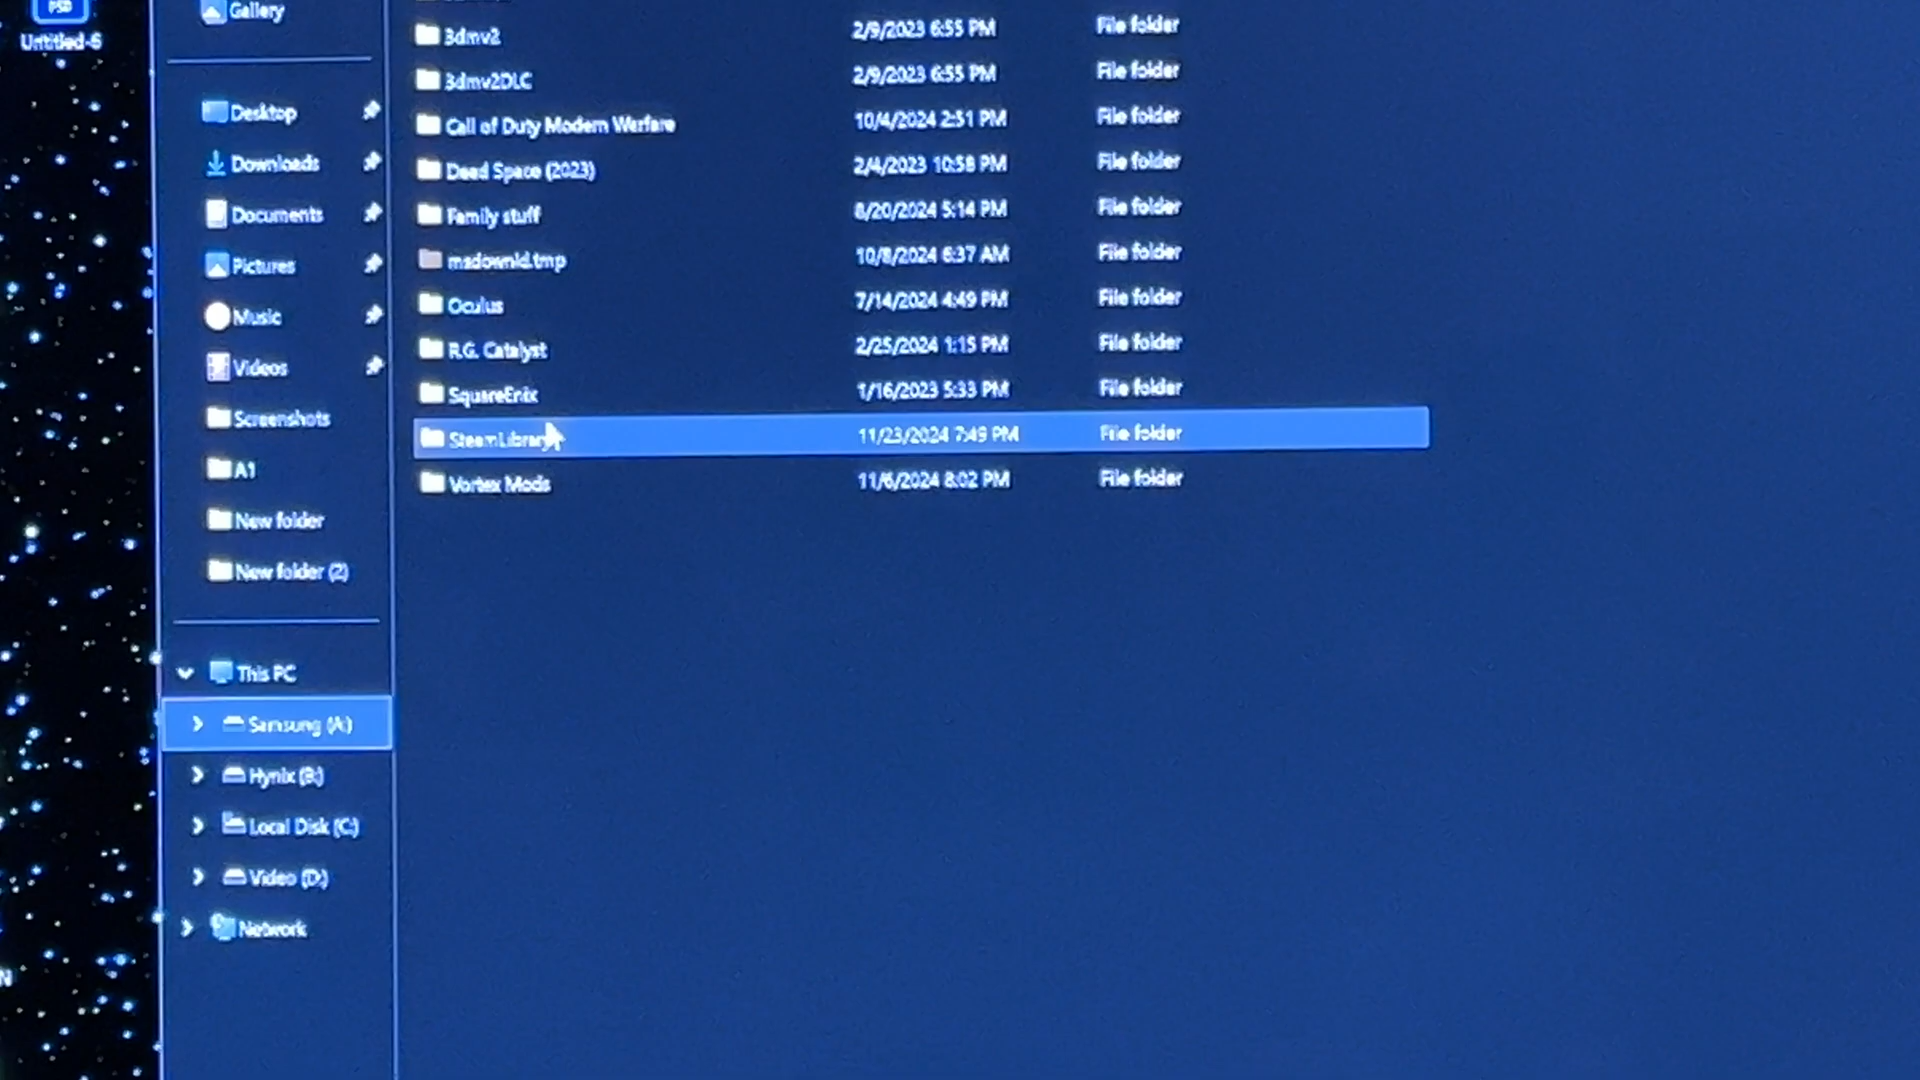 PSD
Untitled-6
Gallery
Desktop
Downloads
Documents
Pictures
Music
Videos
Screenshots
A1
New folder
New folder (2)
This PC
Samsung (A:)
Hynix (B:)
Local Disk (C:)
Video (D:)
Network
3dmv2 2/9/2023 6:55 PM File folder
3dmv2DLC 2/9/2023 6:55 PM File folder
Call of Duty Modern Warfare 10/4/2024 2:51 PM File folder
Dead Space (2023) 2/4/2023 10:58 PM File folder
Family stuff 8/20/2024 5:14 PM File folder
msdownld.tmp 10/8/2024 6:37 AM File folder
Oculus 7/14/2024 4:49 PM File folder
R.G. Catalyst 2/25/2024 1:15 PM File folder
SquareEnix 1/16/2023 5:33 PM File folder
SteamLibrary 11/23/2024 7:49 PM File folder
Vortex Mods 11/6/2024 8:02 PM File folder
N